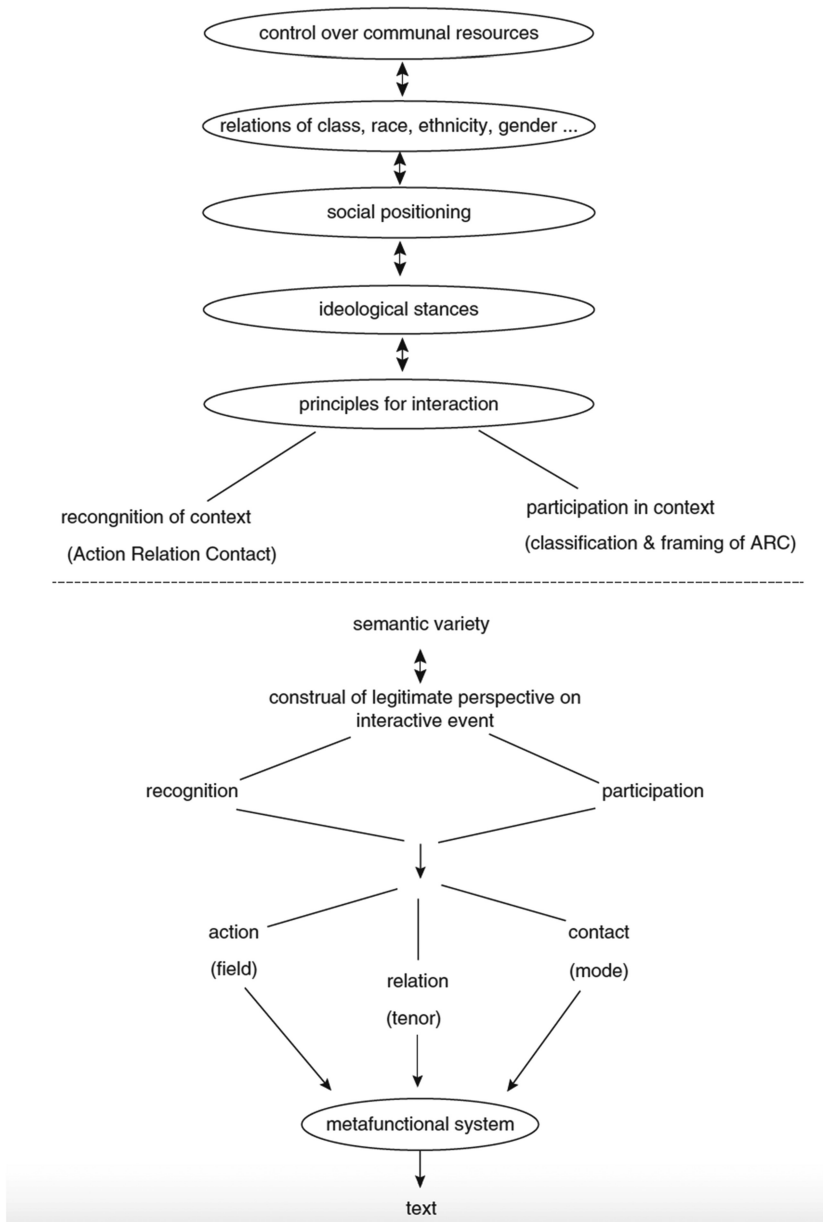 control over communal resources
relations of class, race, ethnicity, gender ...
social positioning
ideological stances
principles for interaction
recongnition of context
(Action Relation Contact)
participation in context
(classification & framing of ARC)
semantic variety
construal of legitimate perspective on
interactive event
recognition
participation
action
(field)
relation
(tenor)
contact
(mode)
metafunctional system
text